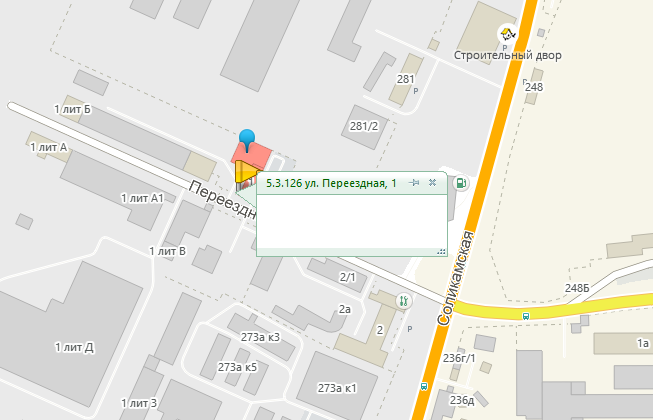 Строительный двор
Р
281
Р
248
Р
1 лит Б
281/2
1 лит А
5.3.126 ул. Переездная, 1
Переездн
1 лит А1
Соликамская
1 лит В
2/1
248Б
2а
2
Р
273а к3
1а
1 лит Д
236г/1
273а к5
273а к1
236д
1 лит 3